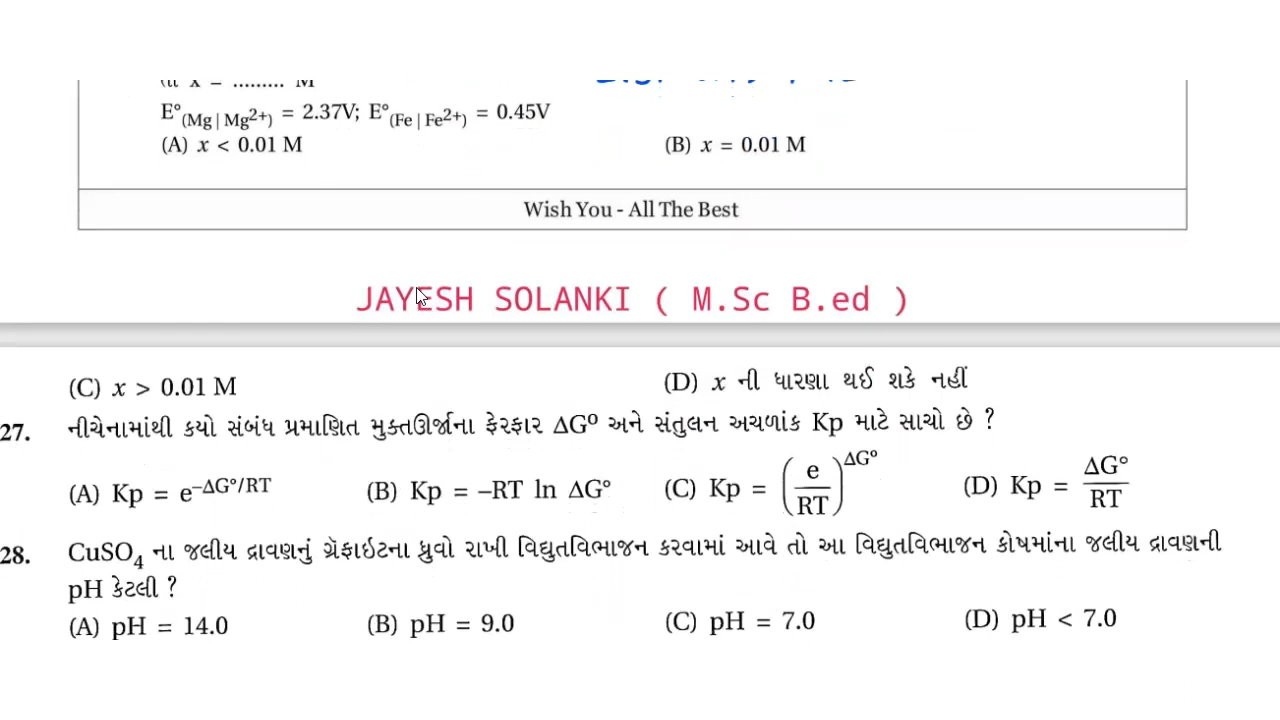 E°(Mg | Mg2+) = 2.37V; E°(Fe | Fe2+) = 0.45V
(A) x < 0.01 M (B) x = 0.01 M
Wish You - All The Best
JAYESH SOLANKI ( M.Sc B.ed )
(C) x > 0.01 M (D) x ની ધારણા થઈ શકે નહીં
27. નીચેનામાંથી કયો સંબંધ પ્રમાણિત મુક્તઊર્જાના ફેરફાર ΔG° અને સંતુલન અચળાંક Kp માટે સાચો છે ?
(A) Kp = e^–ΔG°/RT (B) Kp = –RT ln ΔG° (C) Kp = (e/RT)^ΔG° (D) Kp = ΔG°/RT
28. CuSO4 ના જલીય દ્રાવણનું ગ્રૅફાઇટના ધ્રુવો રાખી વિદ્યુતવિભાજન કરવામાં આવે તો આ વિદ્યુતવિભાજન કોષમાંના જલીય દ્રાવણની
pH કેટલી ?
(A) pH = 14.0 (B) pH = 9.0 (C) pH = 7.0 (D) pH < 7.0